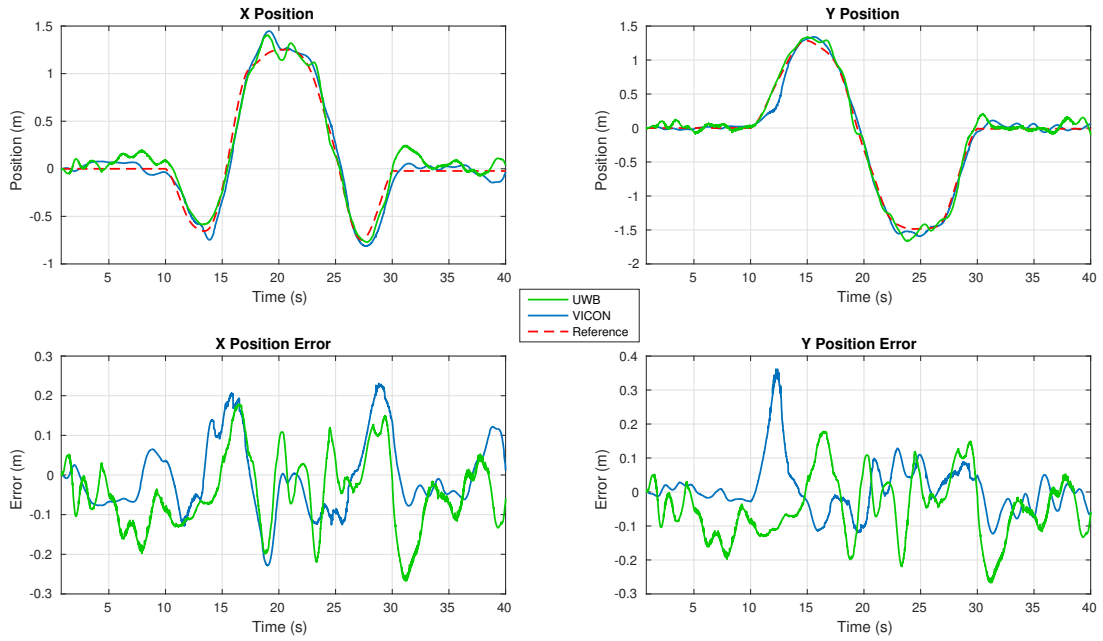 X Position
Position (m)
1.5
1
0.5
0
-0.5
-1
5 10 15 20 25 30 35 40
Time (s)
Y Position
Position (m)
1.5
1
0.5
0
-0.5
-1
-1.5
-2
5 10 15 20 25 30 35 40
Time (s)
UWB
VICON
Reference
X Position Error
Error (m)
0.3
0.2
0.1
0
-0.1
-0.2
-0.3
5 10 15 20 25 30 35 40
Time (s)
Y Position Error
Error (m)
0.4
0.3
0.2
0.1
0
-0.1
-0.2
-0.3
5 10 15 20 25 30 35 40
Time (s)